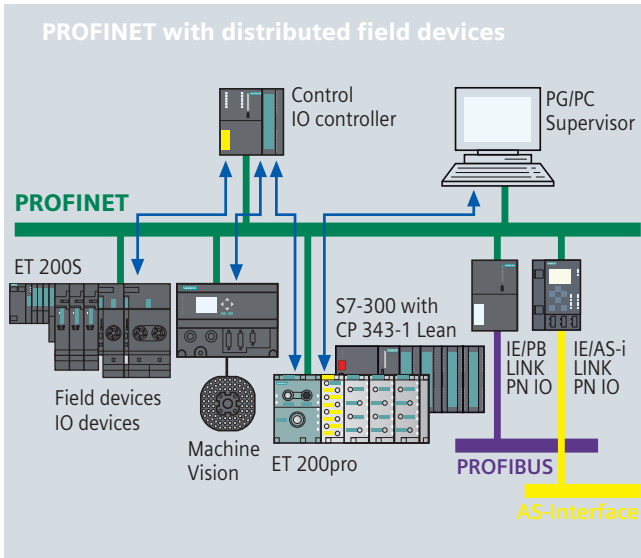 PROFINET with distributed field devices
Control
IO controller
PG/PC
Supervisor
PROFINET
ET 200S
S7-300 with
CP 343-1 Lean
IE/PB
LINK
PN IO
IE/AS-i
LINK
PN IO
Field devices
IO devices
Machine
Vision
ET 200pro
PROFIBUS
AS-Interface